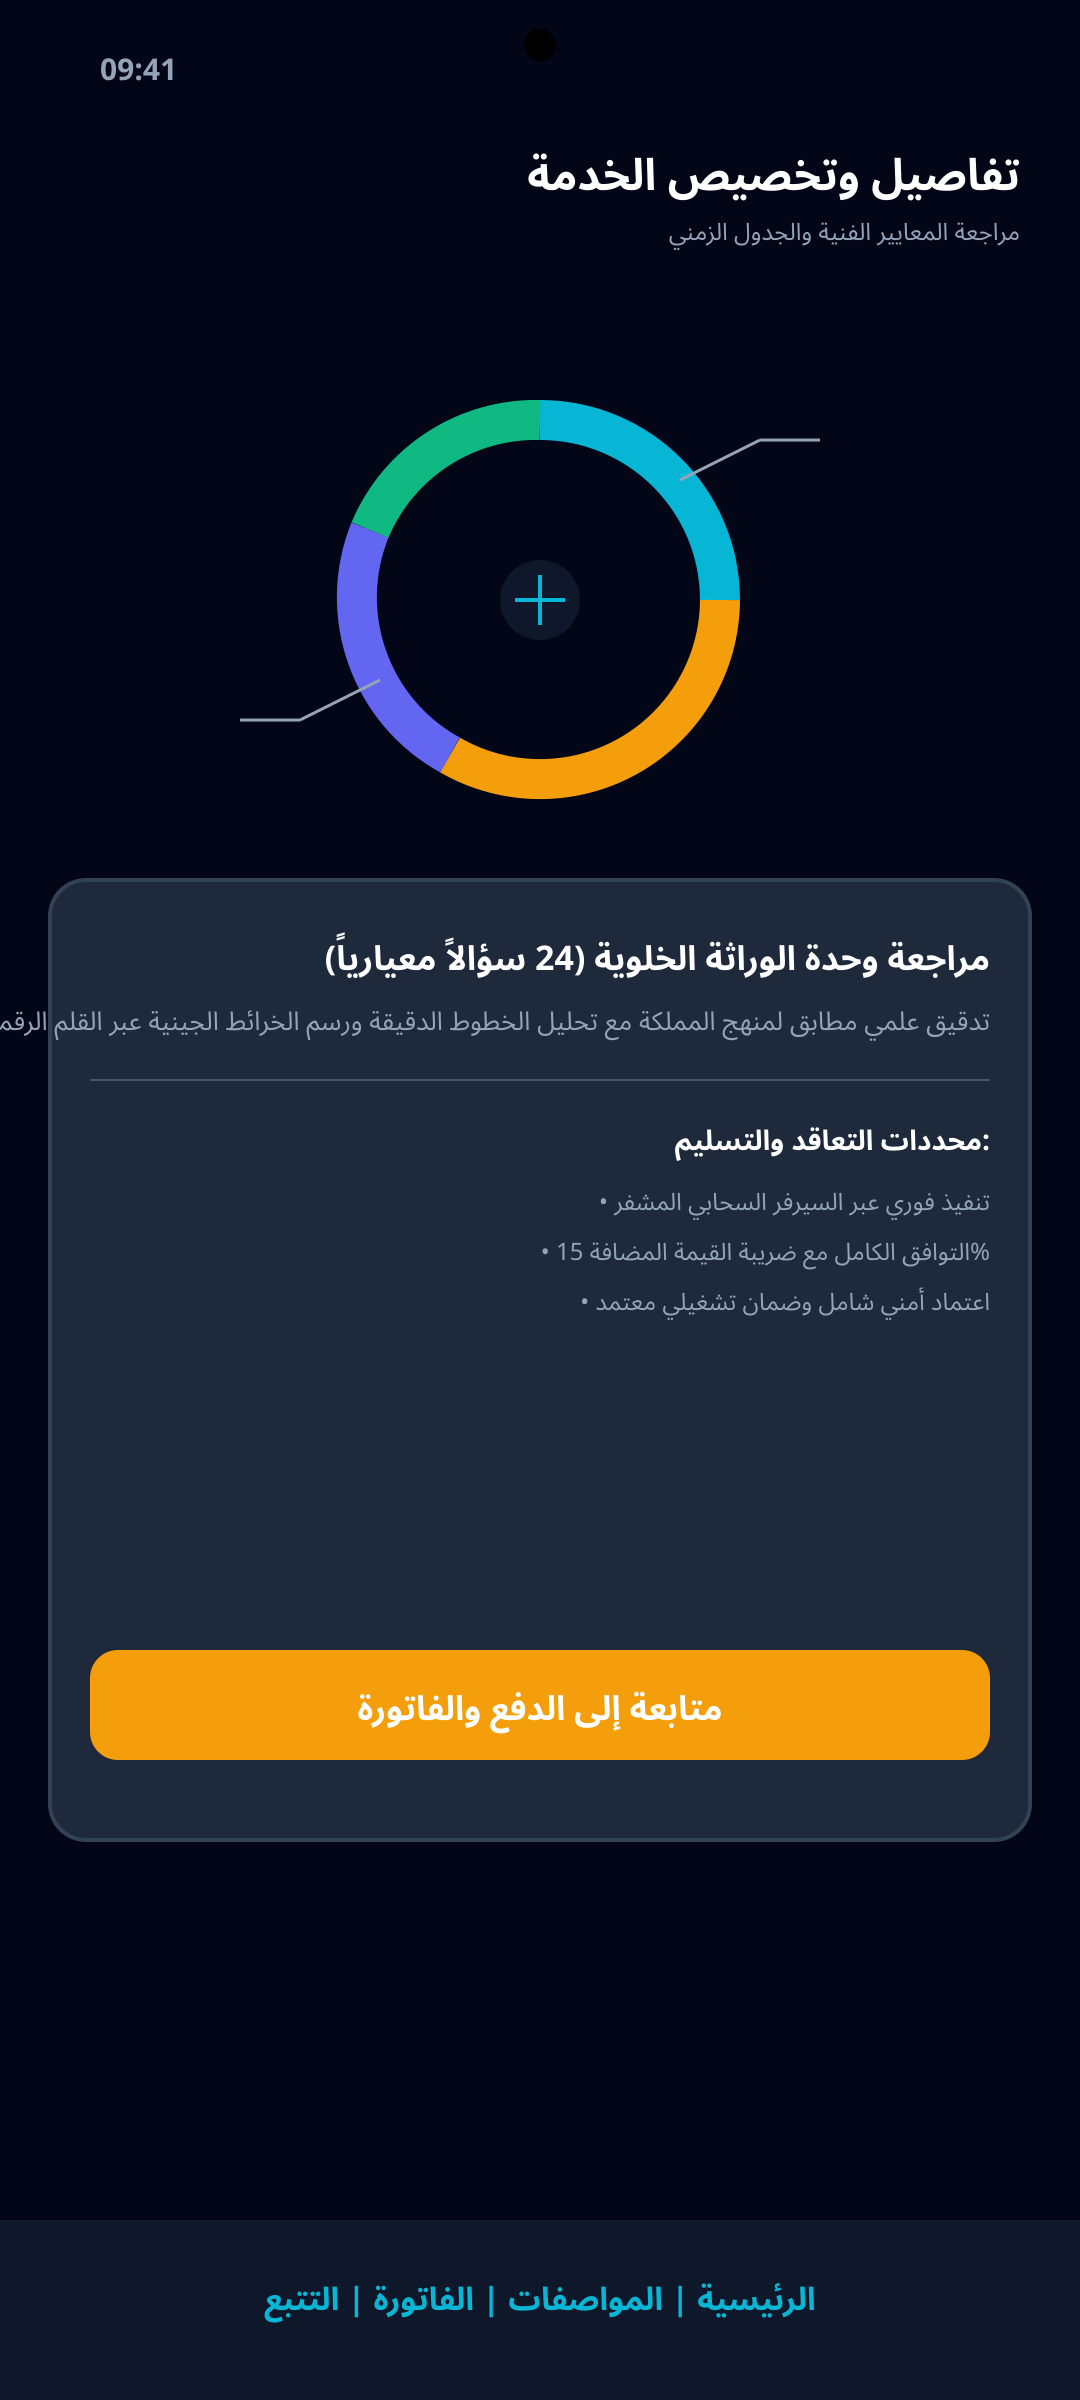 09:41
تفاصيل وتخصيص الخدمة
مراجعة المعايير الفنية والجدول الزمني
مراجعة وحدة الوراثة الخلوية (24 سؤالاً معيارياً)
تدقيق علمي مطابق لمنهج المملكة مع تحليل الخطوط الدقيقة ورسم الخرائط الجينية عبر القلم
محددات التعاقد والتسليم:
• تنفيذ فوري عبر السيرفر السحابي المشفر
• التوافق الكامل مع ضريبة القيمة المضافة 15%
• اعتماد أمني شامل وضمان تشغيلي معتمد
متابعة إلى الدفع والفاتورة
الرئيسية | المواصفات | الفاتورة | التتبع